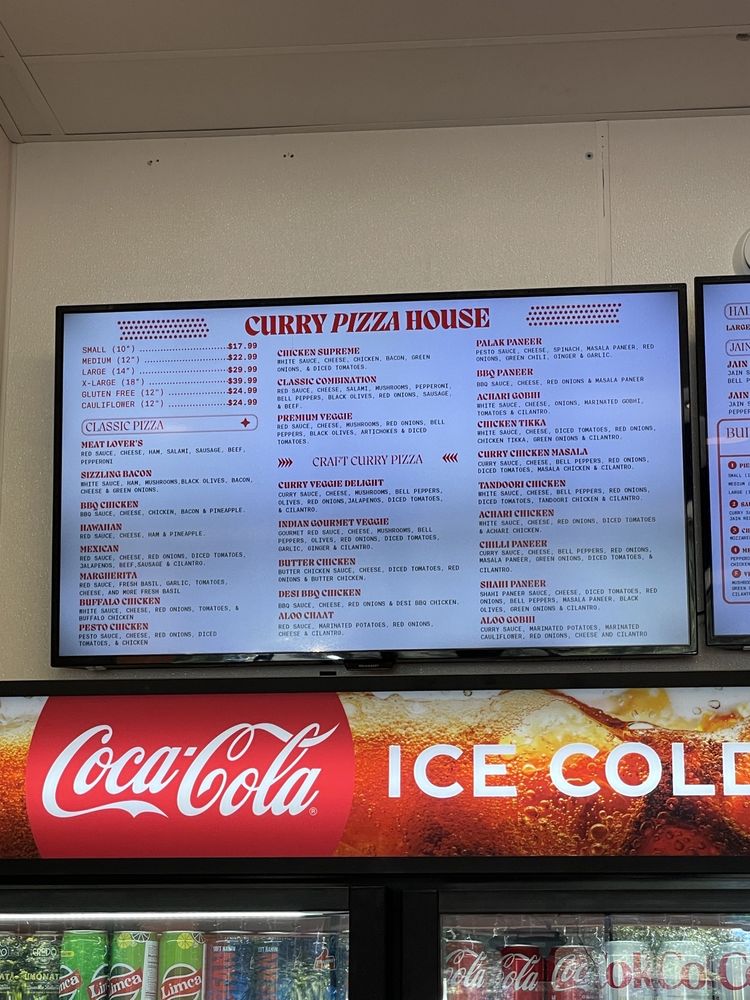 CURRY PIZZA HOUSE
SMALL (10") ....................$17.99
MEDIUM (12") ...................$22.99
LARGE (14") ....................$29.99
X-LARGE (18") ..................$39.99
GLUTEN FREE (12") ..............$24.99
CAULIFLOWER (12") ..............$24.99
CLASSIC PIZZA
MEAT LOVER'S
RED SAUCE, CHEESE, HAM, SALAMI, SAUSAGE, BEEF,
PEPPERONI
SIZZLING BACON
WHITE SAUCE, HAM, MUSHROOMS,BLACK OLIVES, BACON,
CHEESE & GREEN ONIONS.
BBQ CHICKEN
BBQ SAUCE, CHEESE, CHICKEN, BACON & PINEAPPLE.
HAWAIIAN
RED SAUCE, CHEESE, HAM & PINEAPPLE.
MEXICAN
RED SAUCE, CHEESE, RED ONIONS, DICED TOMATOES,
JALAPENOS, BEEF,SAUSAGE & CILANTRO.
MARGHERITA
RED SAUCE, FRESH BASIL, GARLIC, TOMATOES,
CHEESE, AND MORE FRESH BASIL
BUFFALO CHICKEN
WHITE SAUCE, CHEESE, RED ONIONS, TOMATOES, &
BUFFALO CHICKEN
PESTO CHICKEN
PESTO SAUCE, CHEESE, RED ONIONS, DICED
TOMATOES, & CHICKEN
CHICKEN SUPREME
WHITE SAUCE, CHEESE, CHICKEN, BACON, GREEN
ONIONS, & DICED TOMATOES.
CLASSIC COMBINATION
RED SAUCE, CHEESE, SALAMI, MUSHROOMS, PEPPERONI,
BELL PEPPERS, BLACK OLIVES, RED ONIONS, SAUSAGE,
& BEEF.
PREMIUM VEGGIE
RED SAUCE, CHEESE, MUSHROOMS, RED ONIONS, BELL
PEPPERS, BLACK OLIVES, ARTICHOKES & DICED
TOMATOES.
CRAFT CURRY PIZZA
CURRY VEGGIE DELIGHT
CURRY SAUCE, CHEESE, MUSHROOMS, BELL PEPPERS,
OLIVES, RED ONIONS,JALAPENOS, DICED TOMATOES,
& CILANTRO.
INDIAN GOURMET VEGGIE
GOURMET RED SAUCE, CHEESE, MUSHROOMS, BELL
PEPPERS, OLIVES, RED ONIONS, DICED TOMATOES,
GARLIC, GINGER & CILANTRO.
BUTTER CHICKEN
BUTTER CHICKEN SAUCE, CHEESE, DICED TOMATOES, RED
ONIONS & BUTTER CHICKEN.
DESI BBQ CHICKEN
BBQ SAUCE, CHEESE, RED ONIONS & DESI BBQ CHICKEN.
ALOO CHAAT
RED SAUCE, MARINATED POTATOES, RED ONIONS,
CHEESE & CILANTRO.
PALAK PANEER
PESTO SAUCE, CHEESE, SPINACH, MASALA PANEER, RED
ONIONS, GREEN CHILI, GINGER & GARLIC.
BBQ PANEER
BBQ SAUCE, CHEESE, RED ONIONS & MASALA PANEER
ACHARI GOBHI
WHITE SAUCE, CHEESE, ONIONS, MARINATED GOBHI,
TOMATOES & CILANTRO.
CHICKEN TIKKA
WHITE SAUCE, CHEESE, DICED TOMATOES, RED ONIONS,
CHICKEN TIKKA, GREEN ONIONS & CILANTRO.
CURRY CHICKEN MASALA
CURRY SAUCE, CHEESE, BELL PEPPERS, RED ONIONS,
DICED TOMATOES, MASALA CHICKEN & CILANTRO.
TANDOORI CHICKEN
WHITE SAUCE, CHEESE, BELL PEPPERS, RED ONIONS,
DICED TOMATOES, TANDOORI CHICKEN & CILANTRO.
ACHARI CHICKEN
WHITE SAUCE, CHEESE, RED ONIONS, DICED TOMATOES
& ACHARI CHICKEN.
CHILLI PANEER
CURRY SAUCE, CHEESE, BELL PEPPERS, RED ONIONS,
MASALA PANEER, GREEN ONIONS, DICED TOMATOES, &
CILANTRO.
SHAHI PANEER
SHAHI PANEER SAUCE, CHEESE, DICED TOMATOES, RED
ONIONS, BELL PEPPERS, MASALA PANEER, BLACK
OLIVES, GREEN ONIONS & CILANTRO.
ALOO GOBHI
CURRY SAUCE, MARINATED POTATOES, MARINATED
CAULIFLOWER, RED ONIONS, CHEESE AND CILANTRO
LARGE
JAIN
JAIN
JAIN
Coca-Cola®
ICE COLD
Limca
Limca